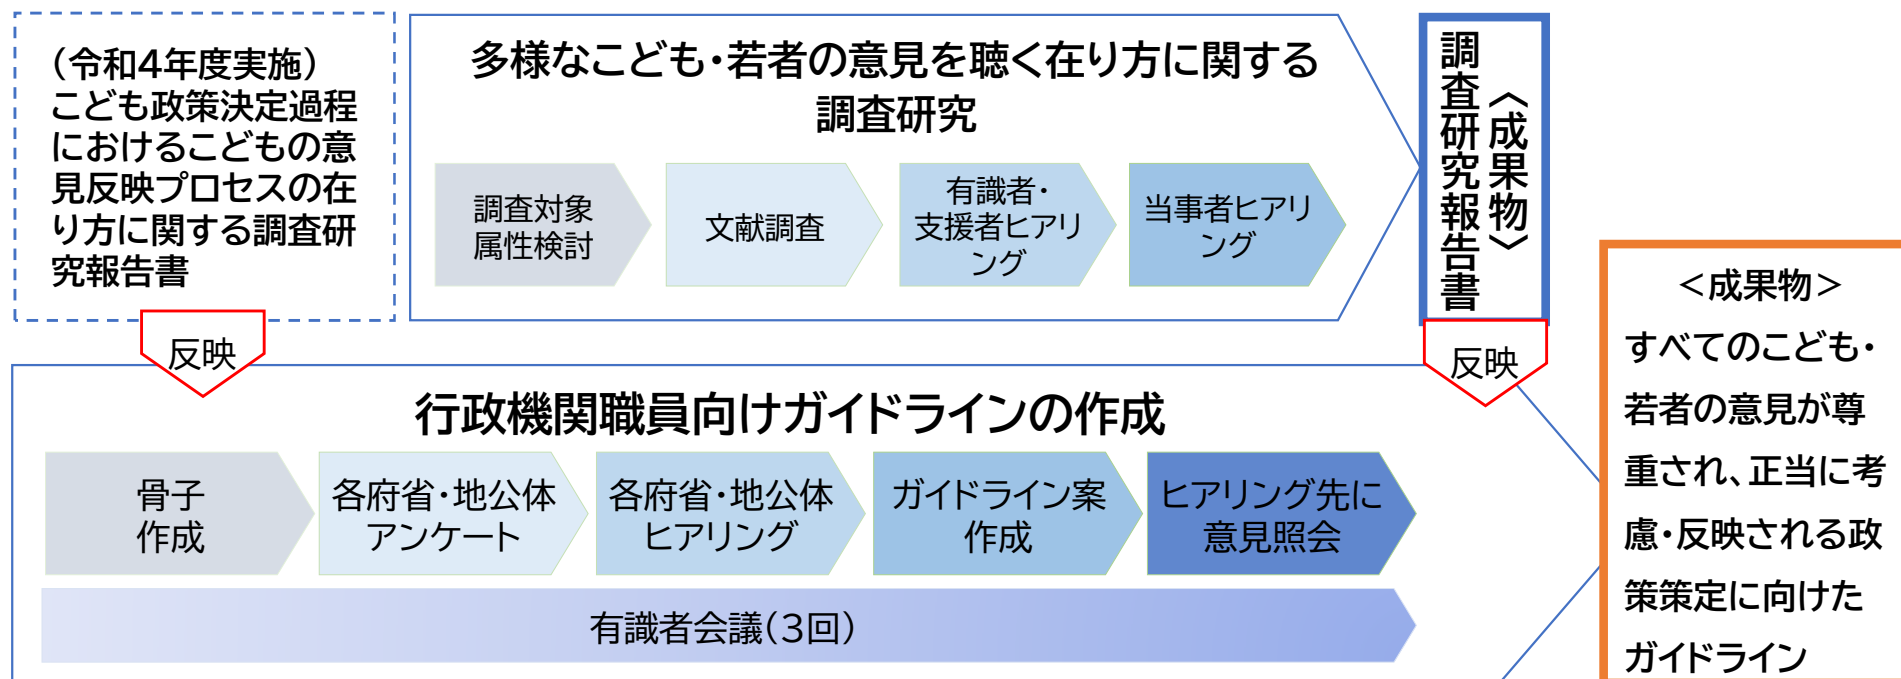 （令和4年度実施）
こども政策決定過程
におけるこどもの意
見反映プロセスの在
り方に関する調査研
究報告書
反映
多様なこども・若者の意見を聴く在り方に関する
調査研究
調査対象
属性検討
文献調査
有識者・
支援者ヒアリ
ング
当事者ヒアリ
ング
＜成果物＞
調査研究報告書
反映
行政機関職員向けガイドラインの作成
骨子
作成
各府省・地公体
アンケート
各府省・地公体
ヒアリング
ガイドライン案
作成
ヒアリング先に
意見照会
有識者会議（3回）
＜成果物＞
すべてのこども・
若者の意見が尊
重され、正当に考
慮・反映される政
策策定に向けた
ガイドライン